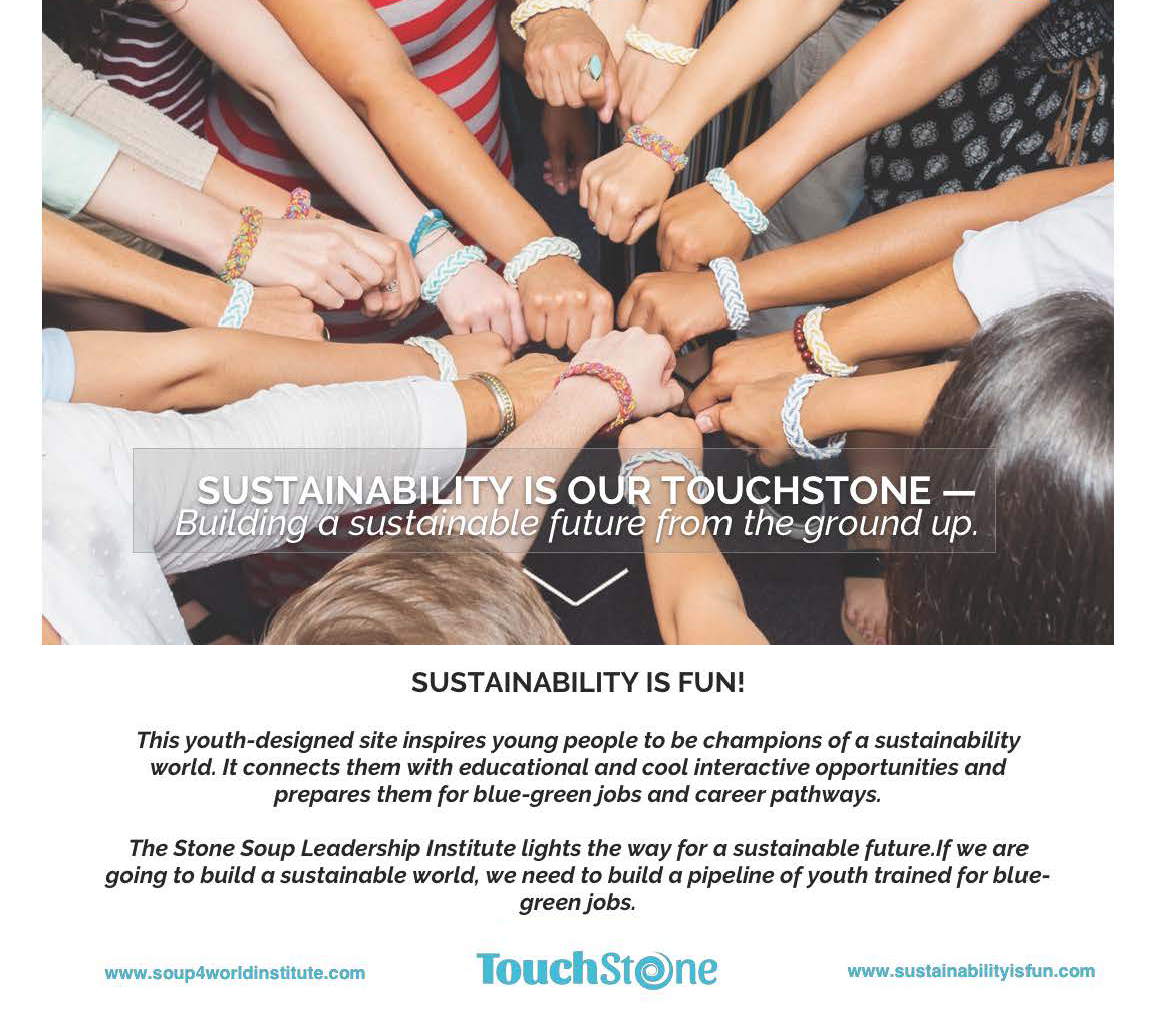 SUSTAINABILITY IS OUR TOUCHSTONE —
Building a sustainable future from the ground up.
SUSTAINABILITY IS FUN!
This youth-designed site inspires young people to be champions of a sustainability
world. It connects them with educational and cool interactive opportunities and
prepares them for blue-green jobs and career pathways.
The Stone Soup Leadership Institute lights the way for a sustainable future.If we are
going to build a sustainable world, we need to build a pipeline of youth trained for blue-
green jobs.
www.soup4worldinstitute.com
TouchStone
www.sustainabilityisfun.com